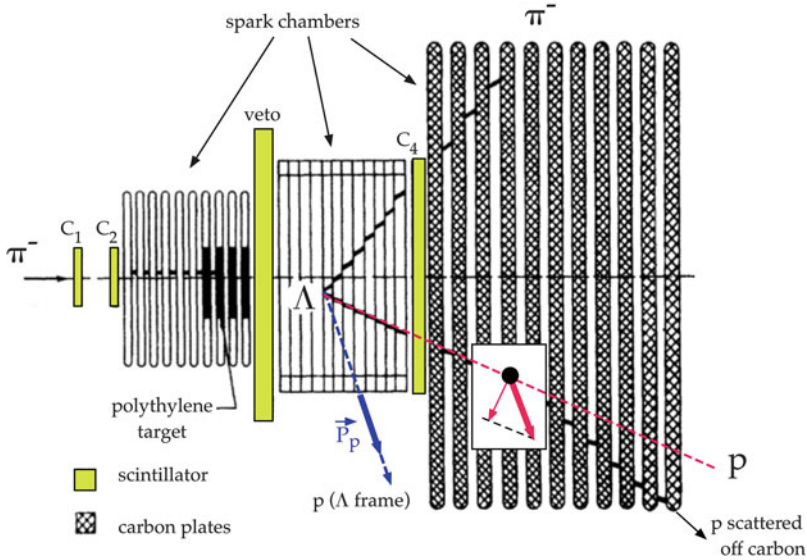 π⁻
spark chambers
veto
C₄
C₁
C₂
π⁻
Λ
polythylene
target
P⃗ₚ
p
p (Λ frame)
scintillator
carbon plates
p scattered
off carbon